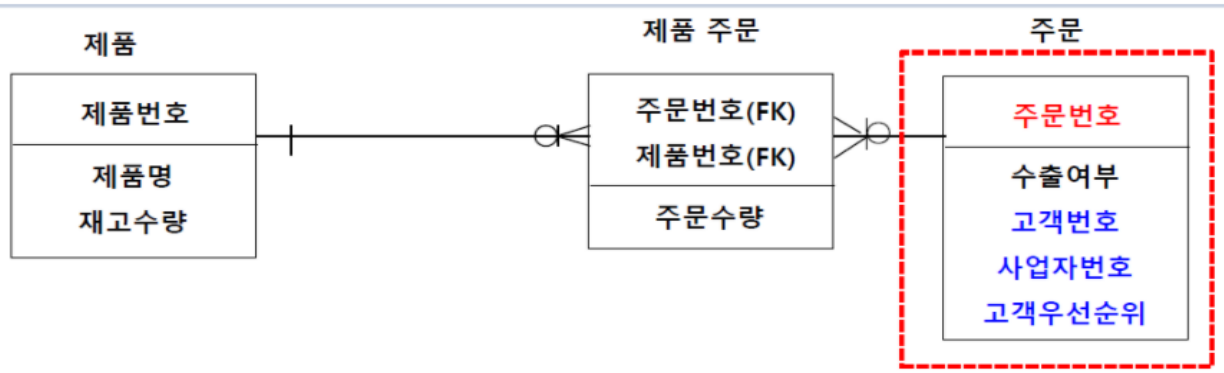 제품
제품번호
제품명
재고수량
제품 주문
주문번호(FK)
제품번호(FK)
주문수량
주문
주문번호
수출여부
고객번호
사업자번호
고객우선순위